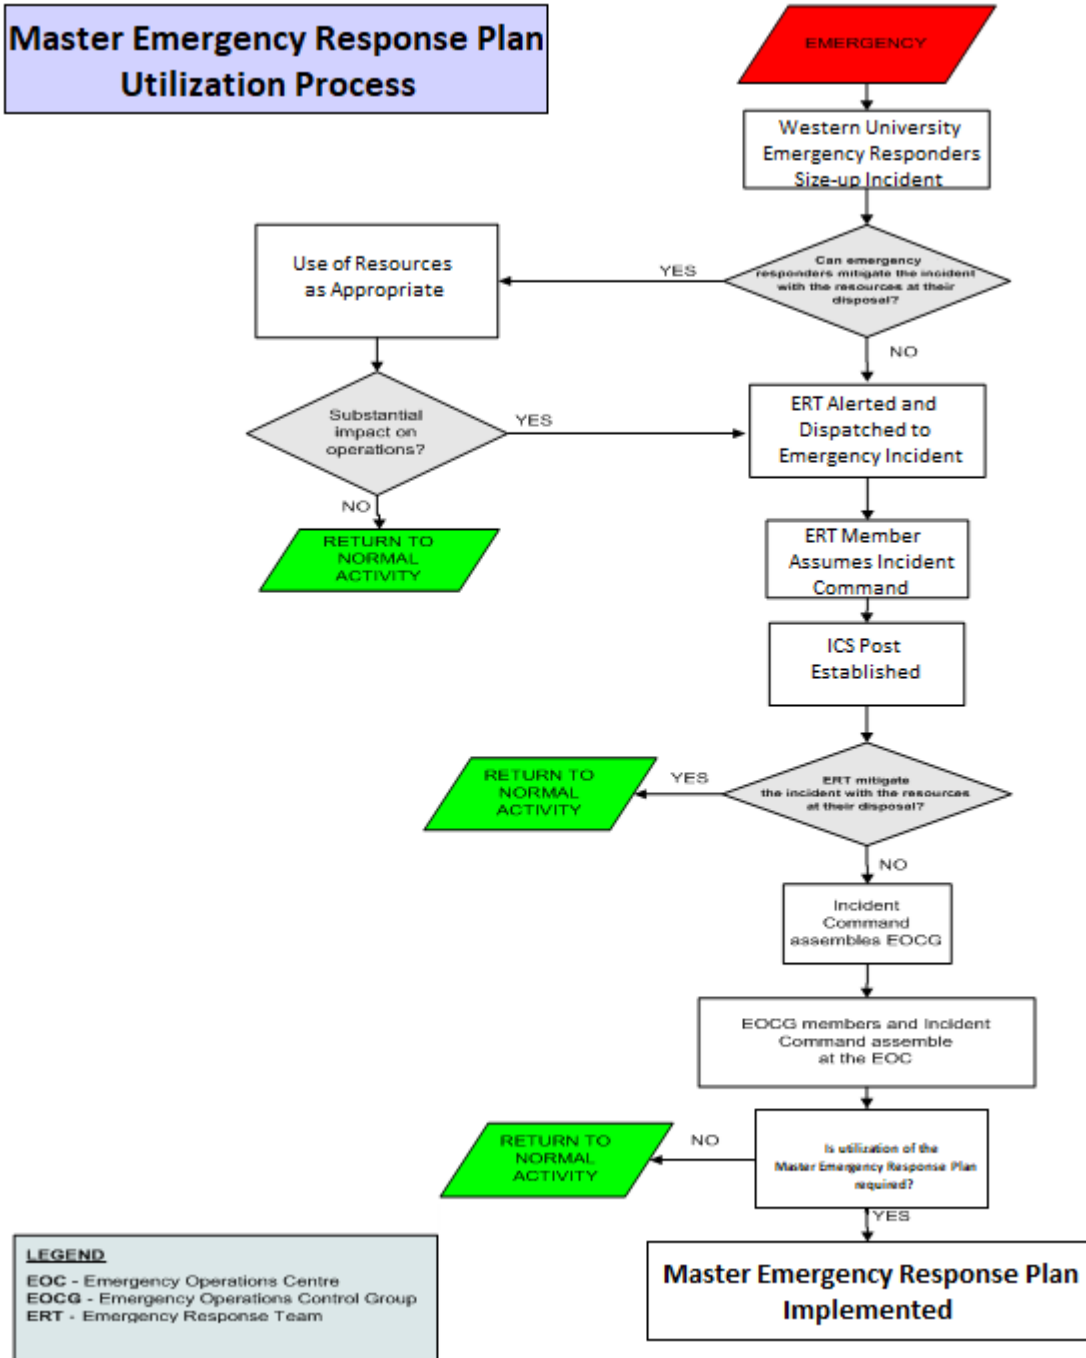 Master Emergency Response Plan
Utilization Process
EMERGENCY
Western University
Emergency Responders
Size-up Incident
Can emergency
responders mitigate the incident
with the resources at their
disposal?
YES
NO
Use of Resources
as Appropriate
Substantial
impact on
operations?
YES
NO
RETURN TO
NORMAL
ACTIVITY
ERT Alerted and
Dispatched to
Emergency Incident
ERT Member
Assumes Incident
Command
ICS Post
Established
ERT mitigate
the incident with the resources
at their disposal?
YES
RETURN TO
NORMAL
ACTIVITY
NO
Incident
Command
assembles EOCG
EOCG members and Incident
Command assemble
at the EOC
Is utilization of the
Master Emergency Response Plan
required?
NO
RETURN TO
NORMAL
ACTIVITY
YES
Master Emergency Response Plan
Implemented
LEGEND
EOC - Emergency Operations Centre
EOCG - Emergency Operations Control Group
ERT - Emergency Response Team